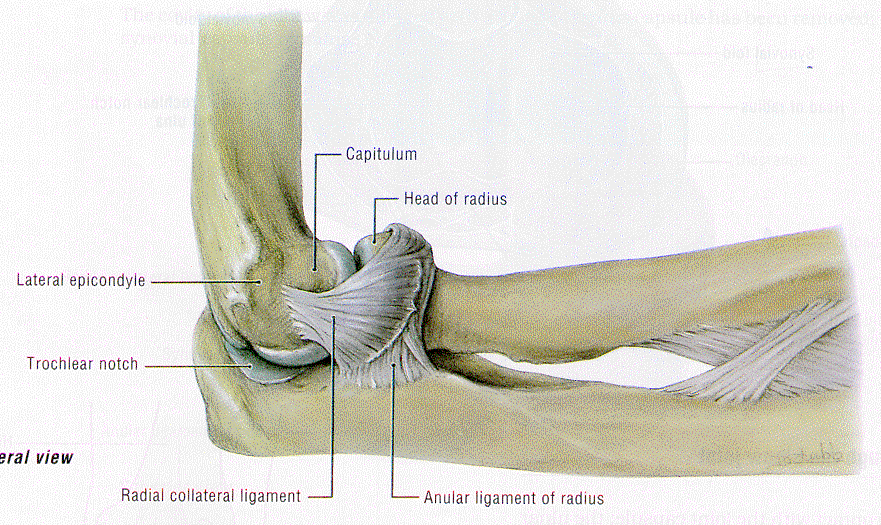 Capitulum
Head of radius
Lateral epicondyle
Trochlear notch
eral view
Radial collateral ligament
Anular ligament of radius